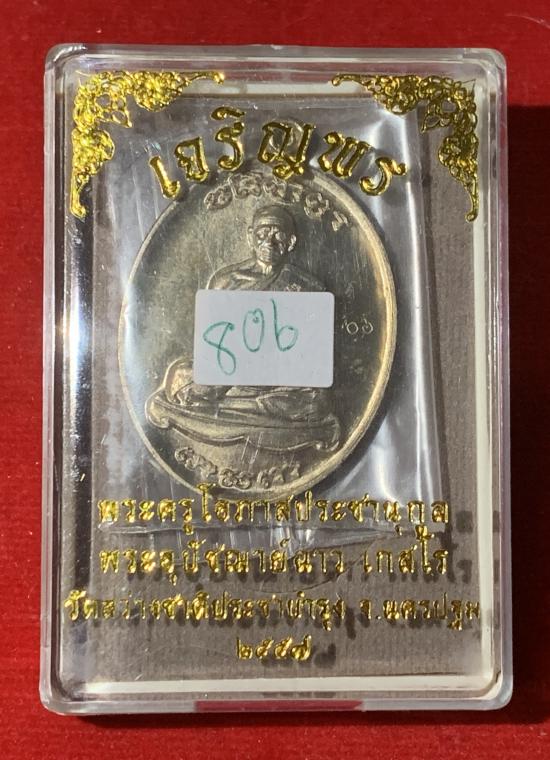 เจริญพร
806
พระครูโอภาสประชานุกูล
พระอุปัชฌาย์ฉาว เกสโร
วัดสว่างชาติประชาบำรุง จ.นครปฐม
๒๕๕๗